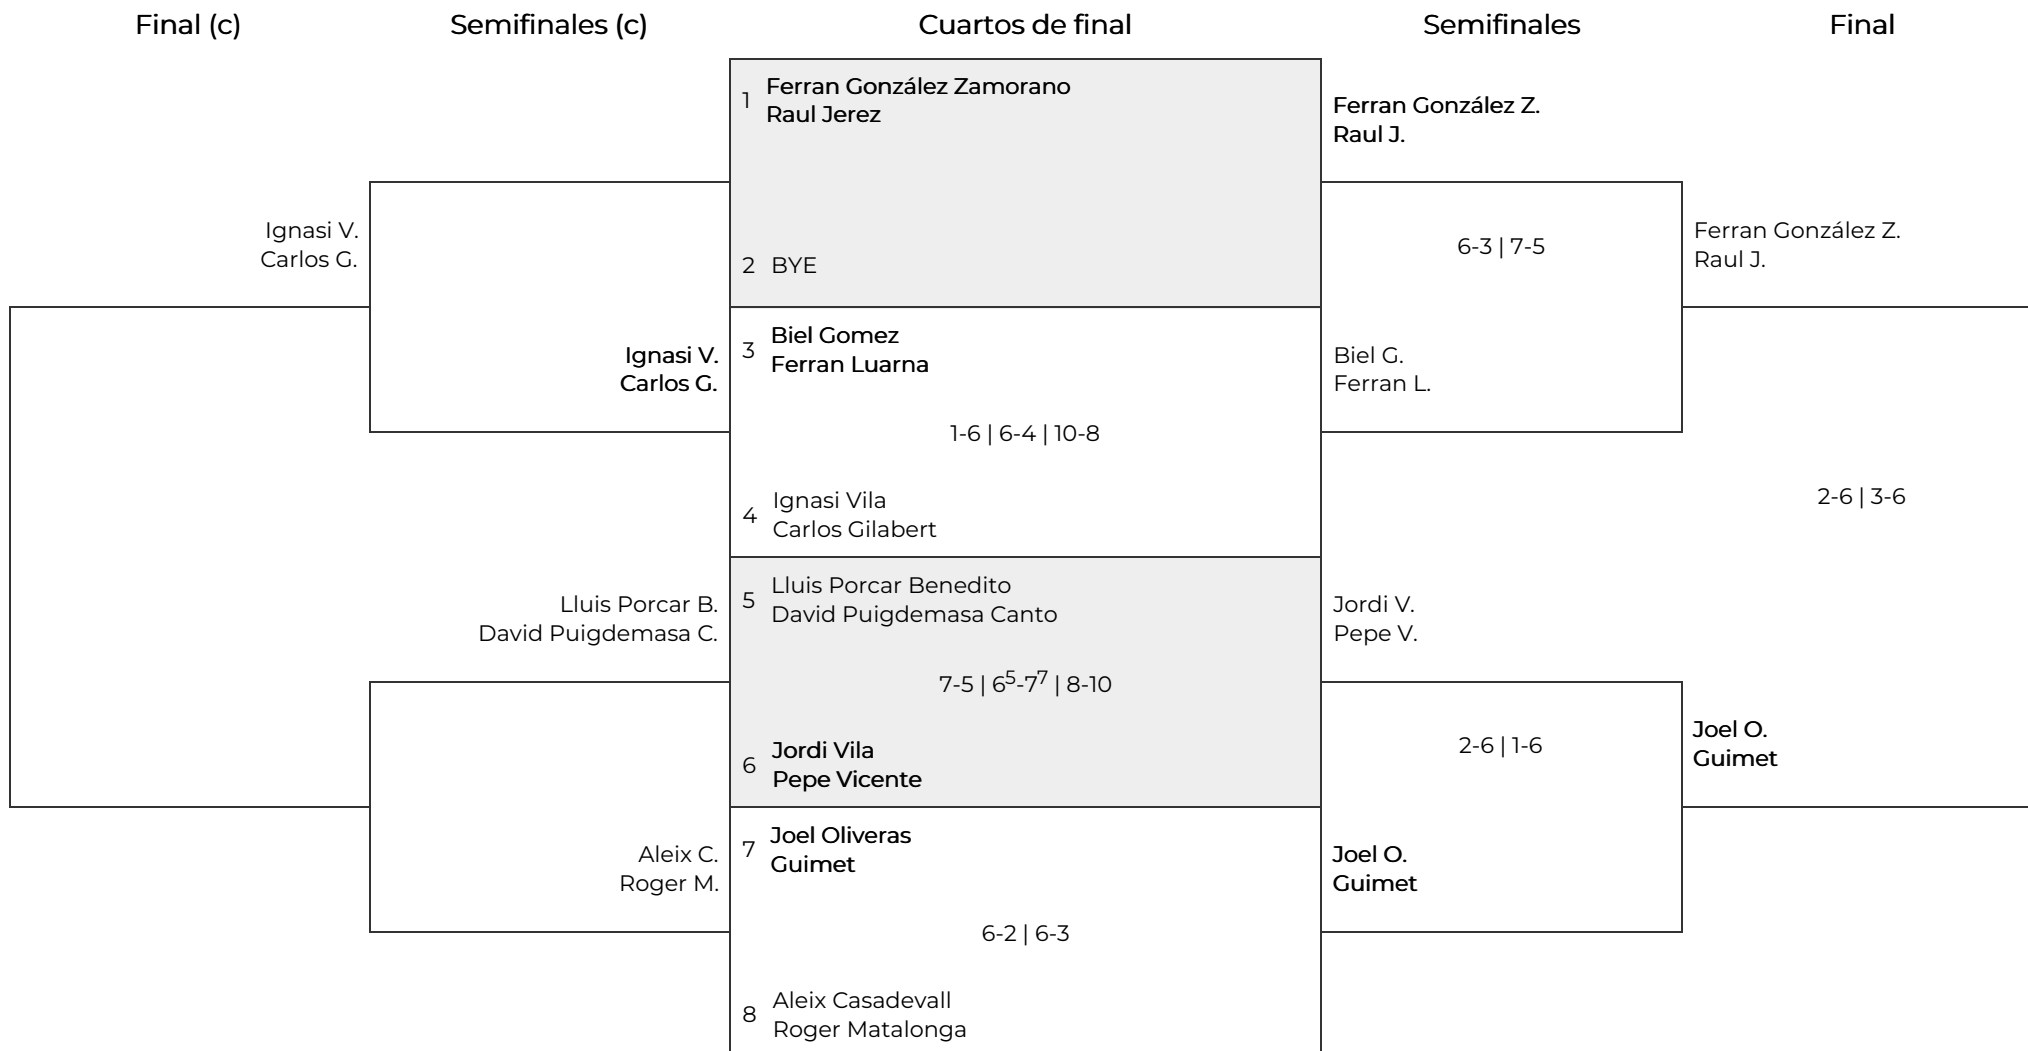 Final (c)
Semifinales (c)
Cuartos de final
Semifinales
Final
Ignasi V.
Carlos G.
Ignasi V.
Carlos G.
Lluis Porcar B.
David Puigdemasa C.
Aleix C.
Roger M.
1 Ferran González Zamorano
Raul Jerez
2 BYE
3 Biel Gomez
Ferran Luarna
1-6 | 6-4 | 10-8
4 Ignasi Vila
Carlos Gilabert
5 Lluis Porcar Benedito
David Puigdemasa Canto
7-5 | 6⁵-7⁷ | 8-10
6 Jordi Vila
Pepe Vicente
7 Joel Oliveras
Guimet
6-2 | 6-3
8 Aleix Casadevall
Roger Matalonga
Ferran González Z.
Raul J.
6-3 | 7-5
Biel G.
Ferran L.
Jordi V.
Pepe V.
2-6 | 1-6
Joel O.
Guimet
Ferran González Z.
Raul J.
2-6 | 3-6
Joel O.
Guimet